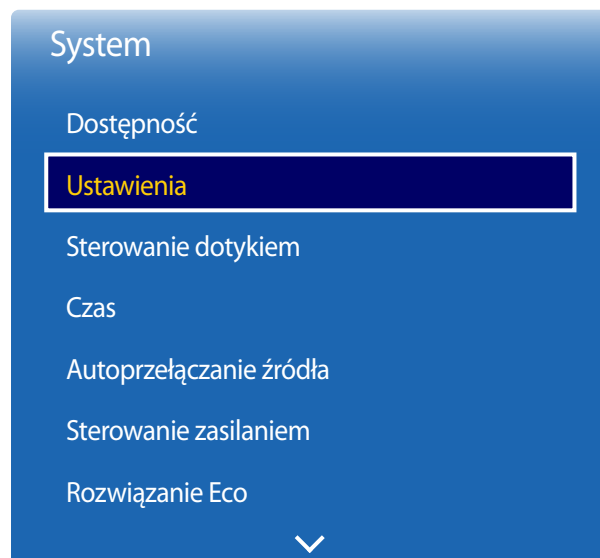 System
Dostępność
Ustawienia
Sterowanie dotykiem
Czas
Autoprzełączanie źródła
Sterowanie zasilaniem
Rozwiązanie Eco